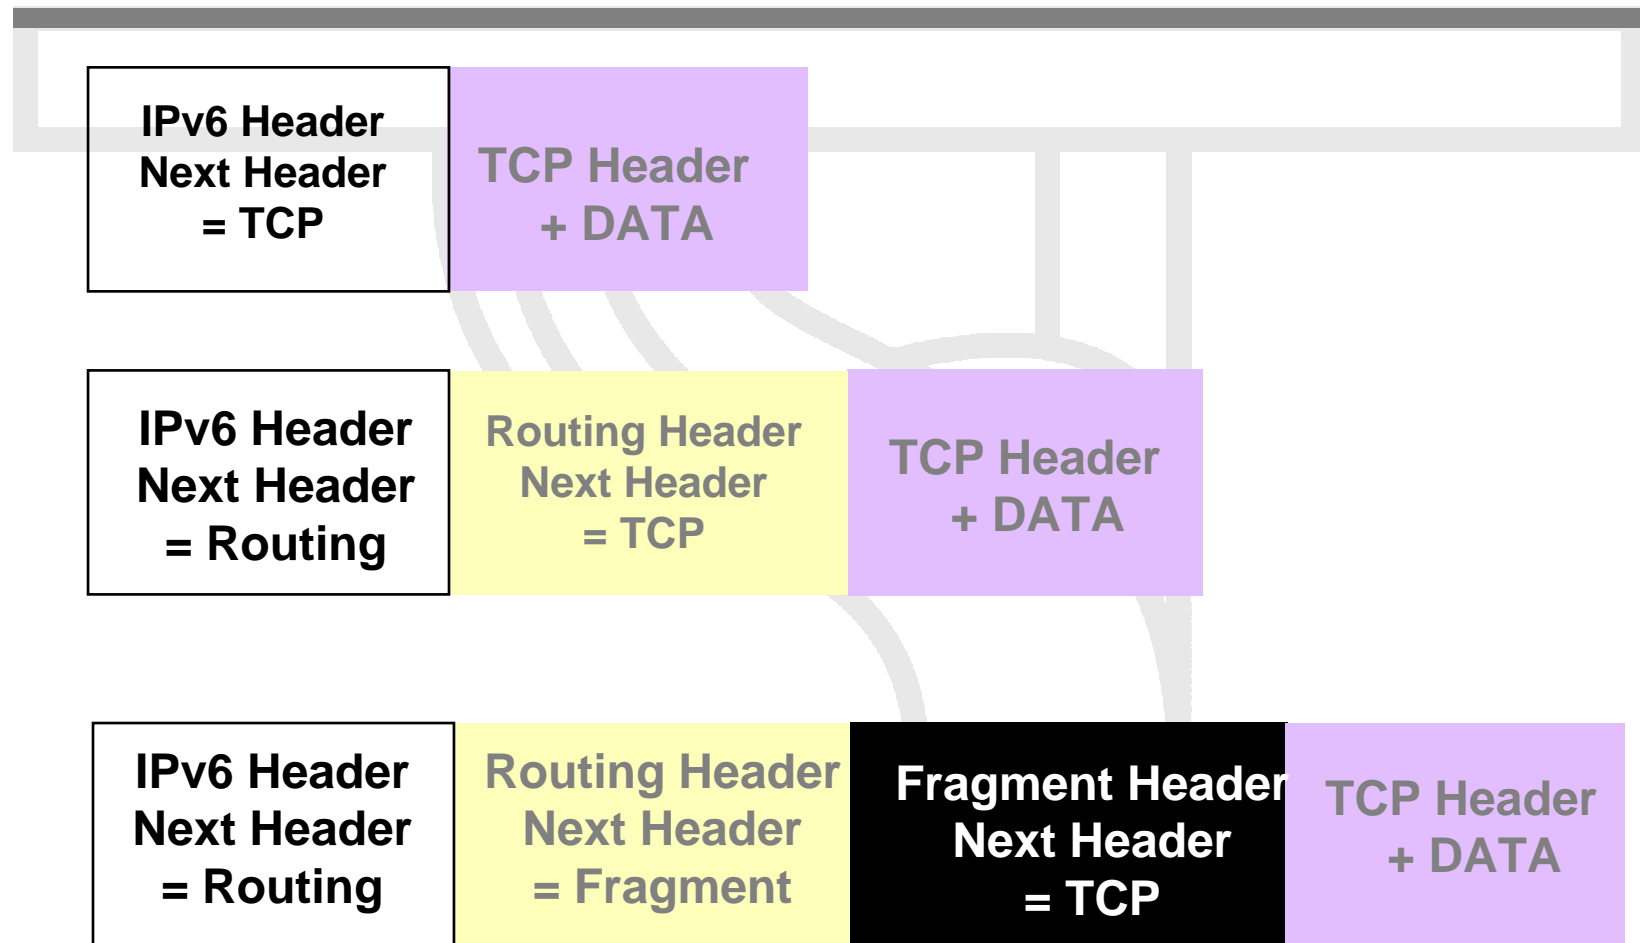 IPv6 Header
Next Header
= TCP
TCP Header
+ DATA
IPv6 Header
Next Header
= Routing
Routing Header
Next Header
= TCP
TCP Header
+ DATA
IPv6 Header
Next Header
= Routing
Routing Header
Next Header
= Fragment
Fragment Header
Next Header
= TCP
TCP Header
+ DATA